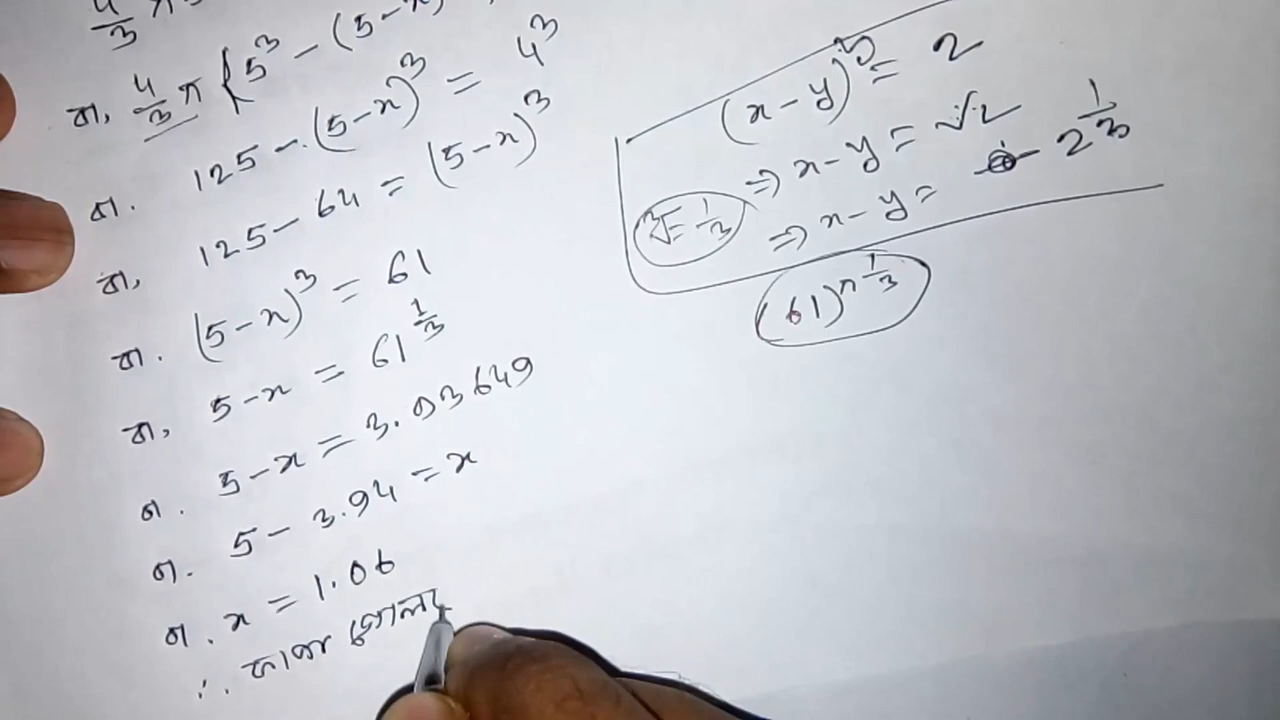 বা, 4/3 π {5³ – (5-x)
বা. 125 – (5-x)³ = 4³
বা, 125 – 64 = (5-x)³
বা. (5-x)³ = 61
বা, 5-x = 61^1/3
বা. 5-x = 3.93649
বা. 5 – 3.94 = x
বা. x = 1.06
∴. ফাপা গোলা
(x-y)³ = 2
⇒ x-y = ∛2
⇒ x-y = 2^1/3
∛ = 1/3
(61)^x 1/3